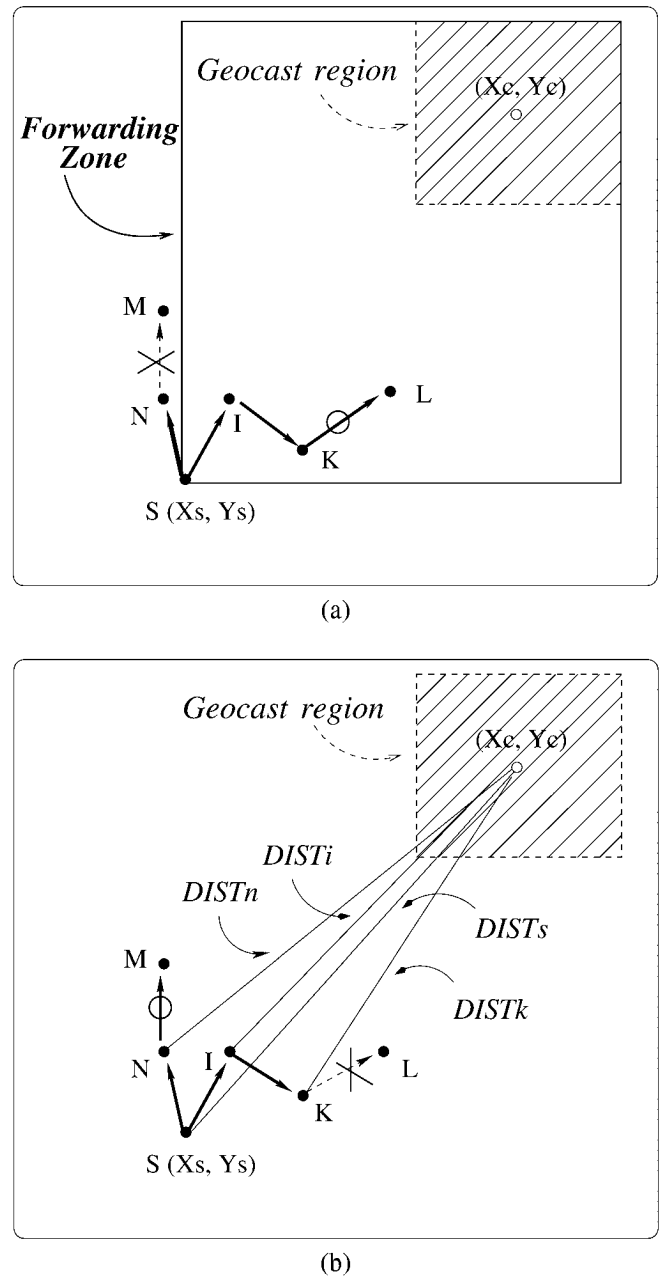 Geocast region
(Xc, Yc)
Forwarding
Zone
M
N
I
L
K
S (Xs, Ys)
(a)
Geocast region
(Xc, Yc)
DISTi
DISTn
DISTs
DISTk
M
N
I
L
K
S (Xs, Ys)
(b)